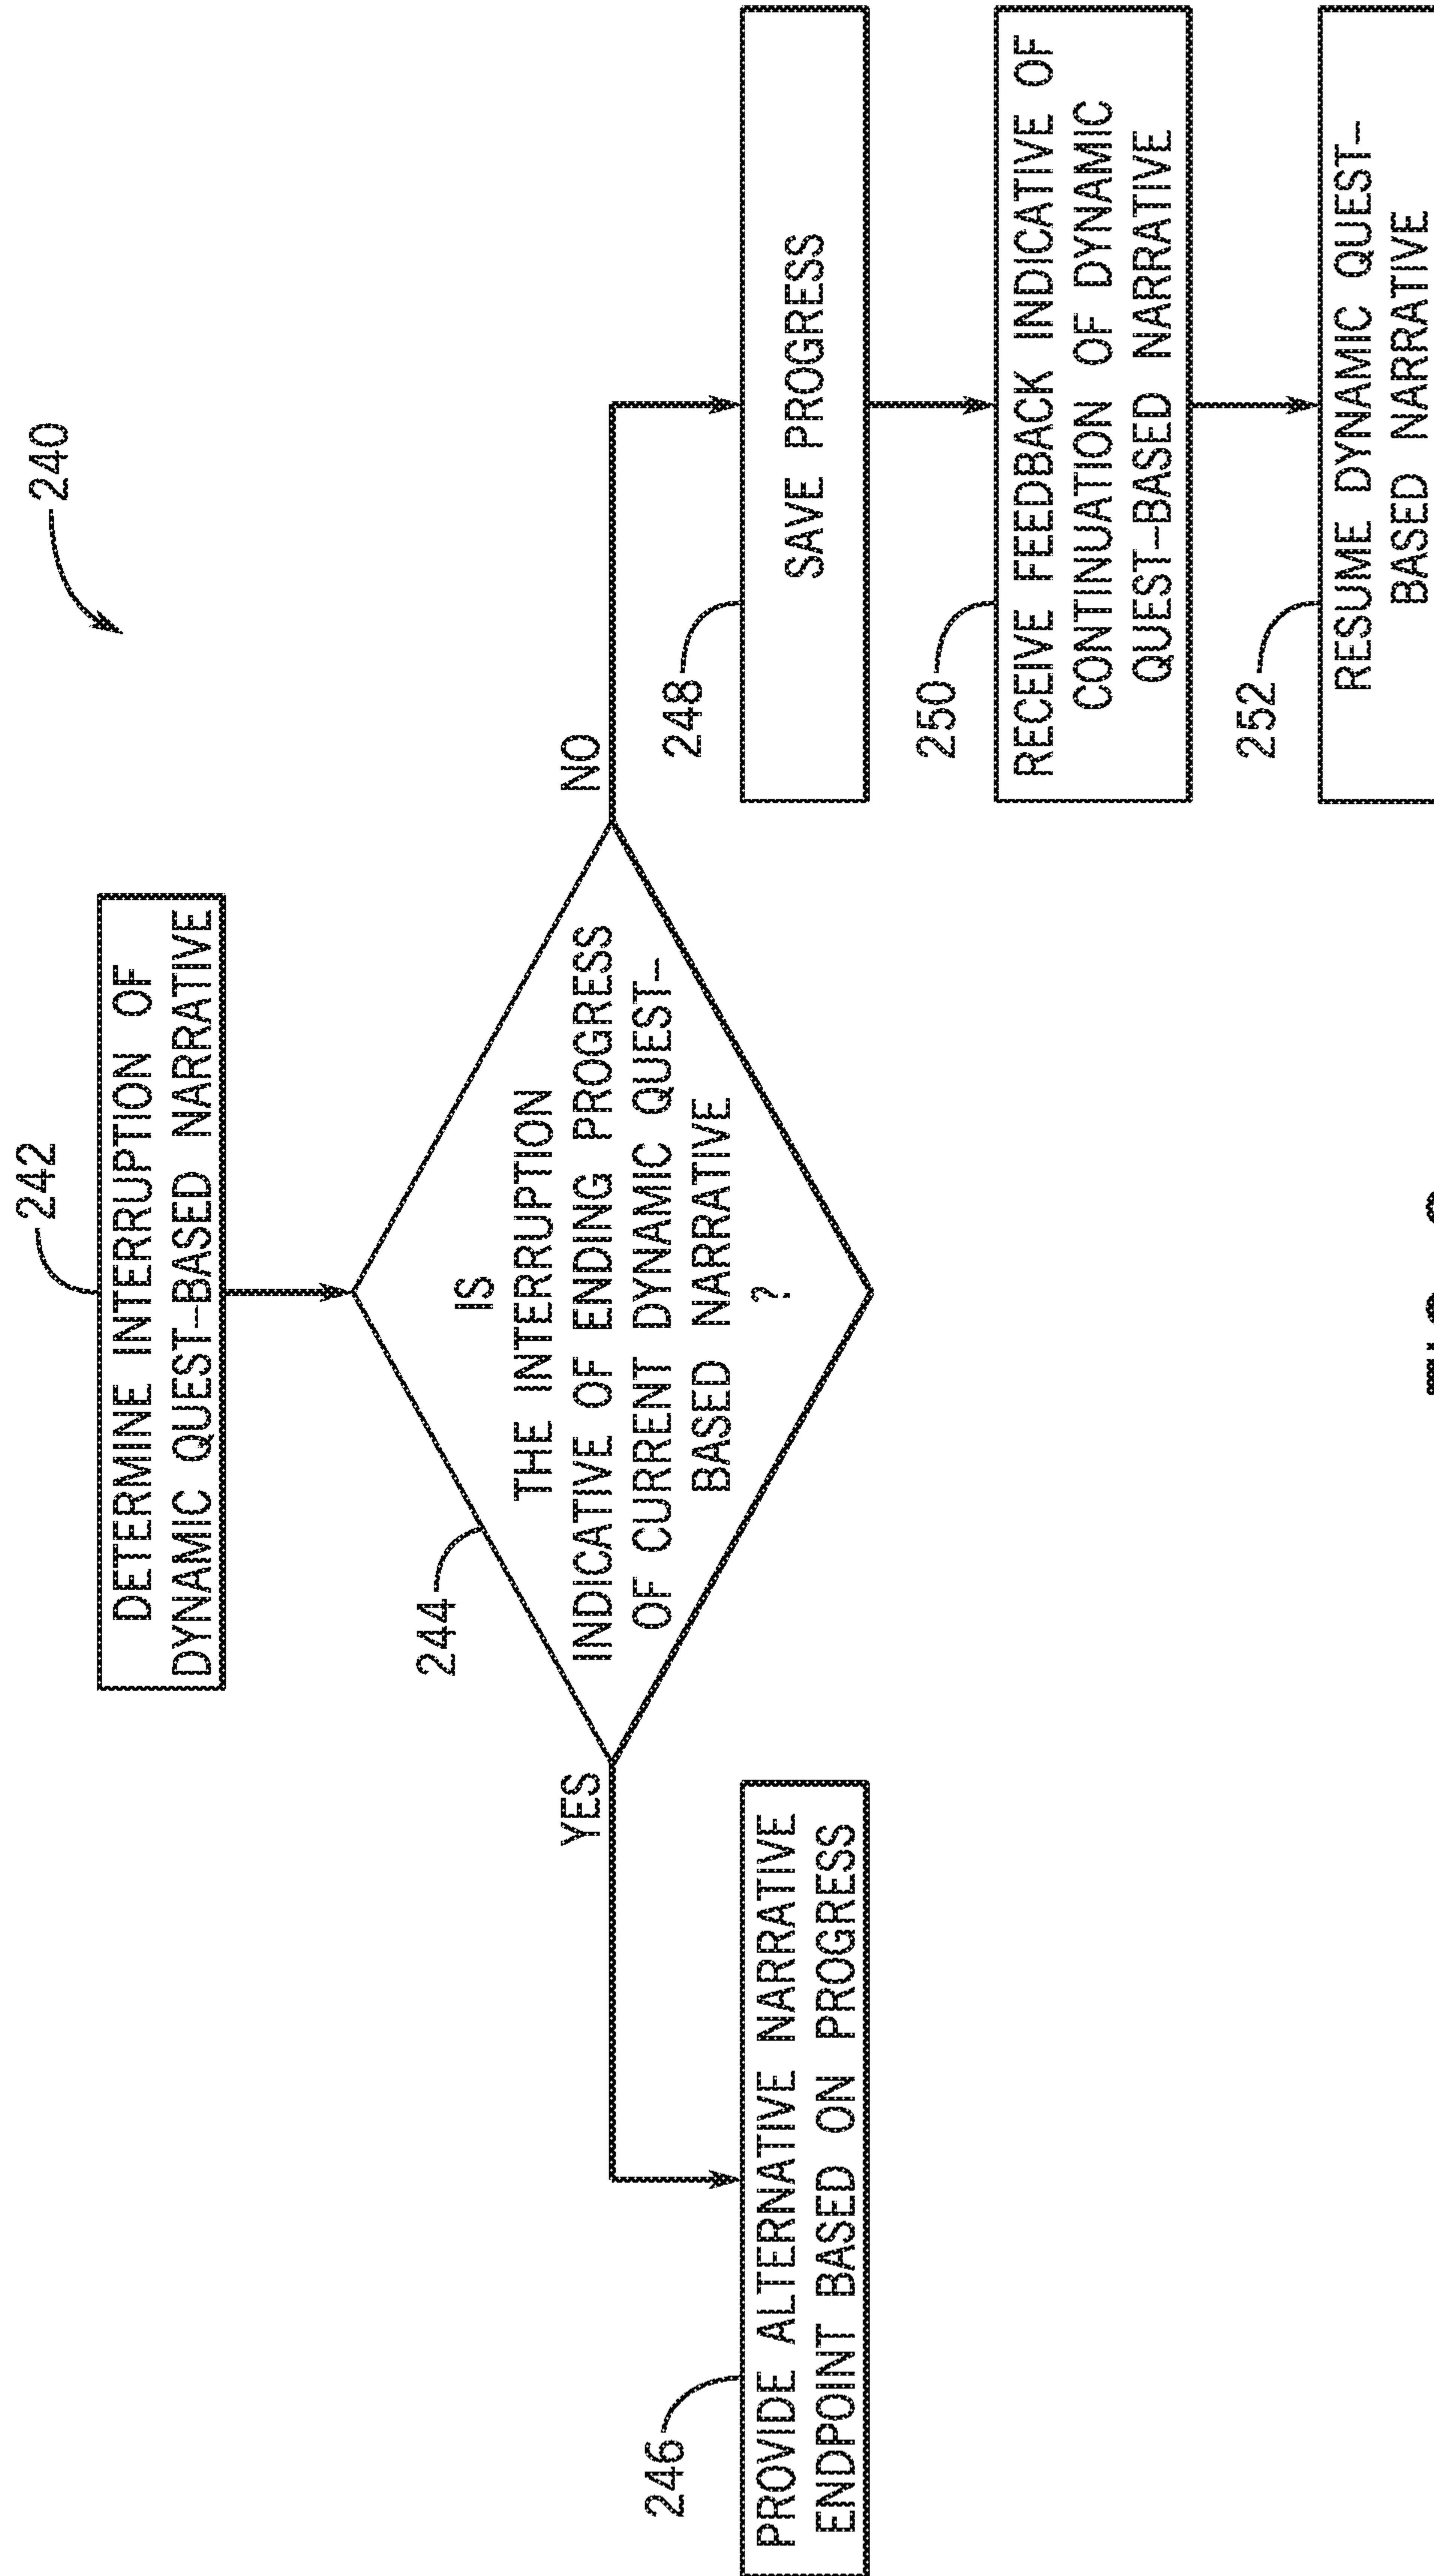 240
242
DETERMINE INTERRUPTION OF
DYNAMIC QUEST–BASED NARRATIVE
244
IS
THE INTERRUPTION
INDICATIVE OF ENDING PROGRESS
OF CURRENT DYNAMIC QUEST–
BASED NARRATIVE
?
YES
NO
246
PROVIDE ALTERNATIVE NARRATIVE
ENDPOINT BASED ON PROGRESS
248
SAVE PROGRESS
250
RECEIVE FEEDBACK INDICATIVE OF
CONTINUATION OF DYNAMIC
QUEST–BASED NARRATIVE
252
RESUME DYNAMIC QUEST–
BASED NARRATIVE